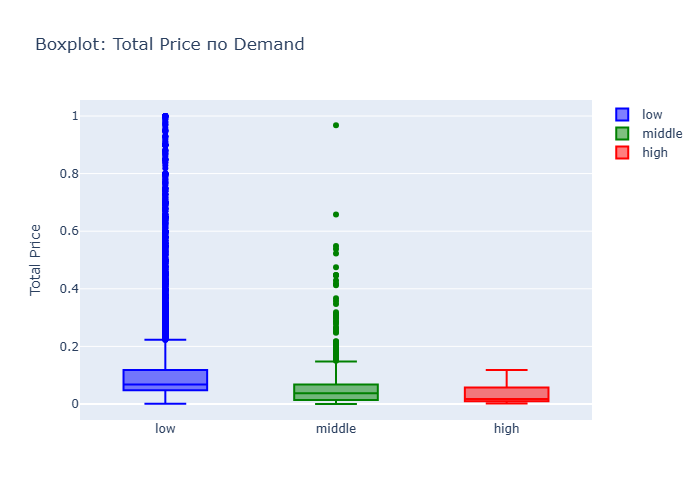 Boxplot: Total Price по Demand
low
middle
high
Total Price
1
0.8
0.6
0.4
0.2
0
low
middle
high